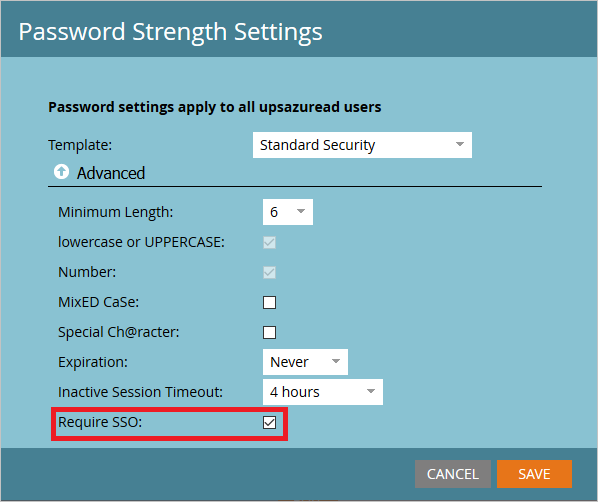 Password Strength Settings
Password settings apply to all upsazuread users
Template: Standard Security
Advanced
Minimum Length: 6
lowercase or UPPERCASE:
Number:
MixED CaSe:
Special Ch@racter:
Expiration: Never
Inactive Session Timeout: 4 hours
Require SSO:
CANCEL SAVE